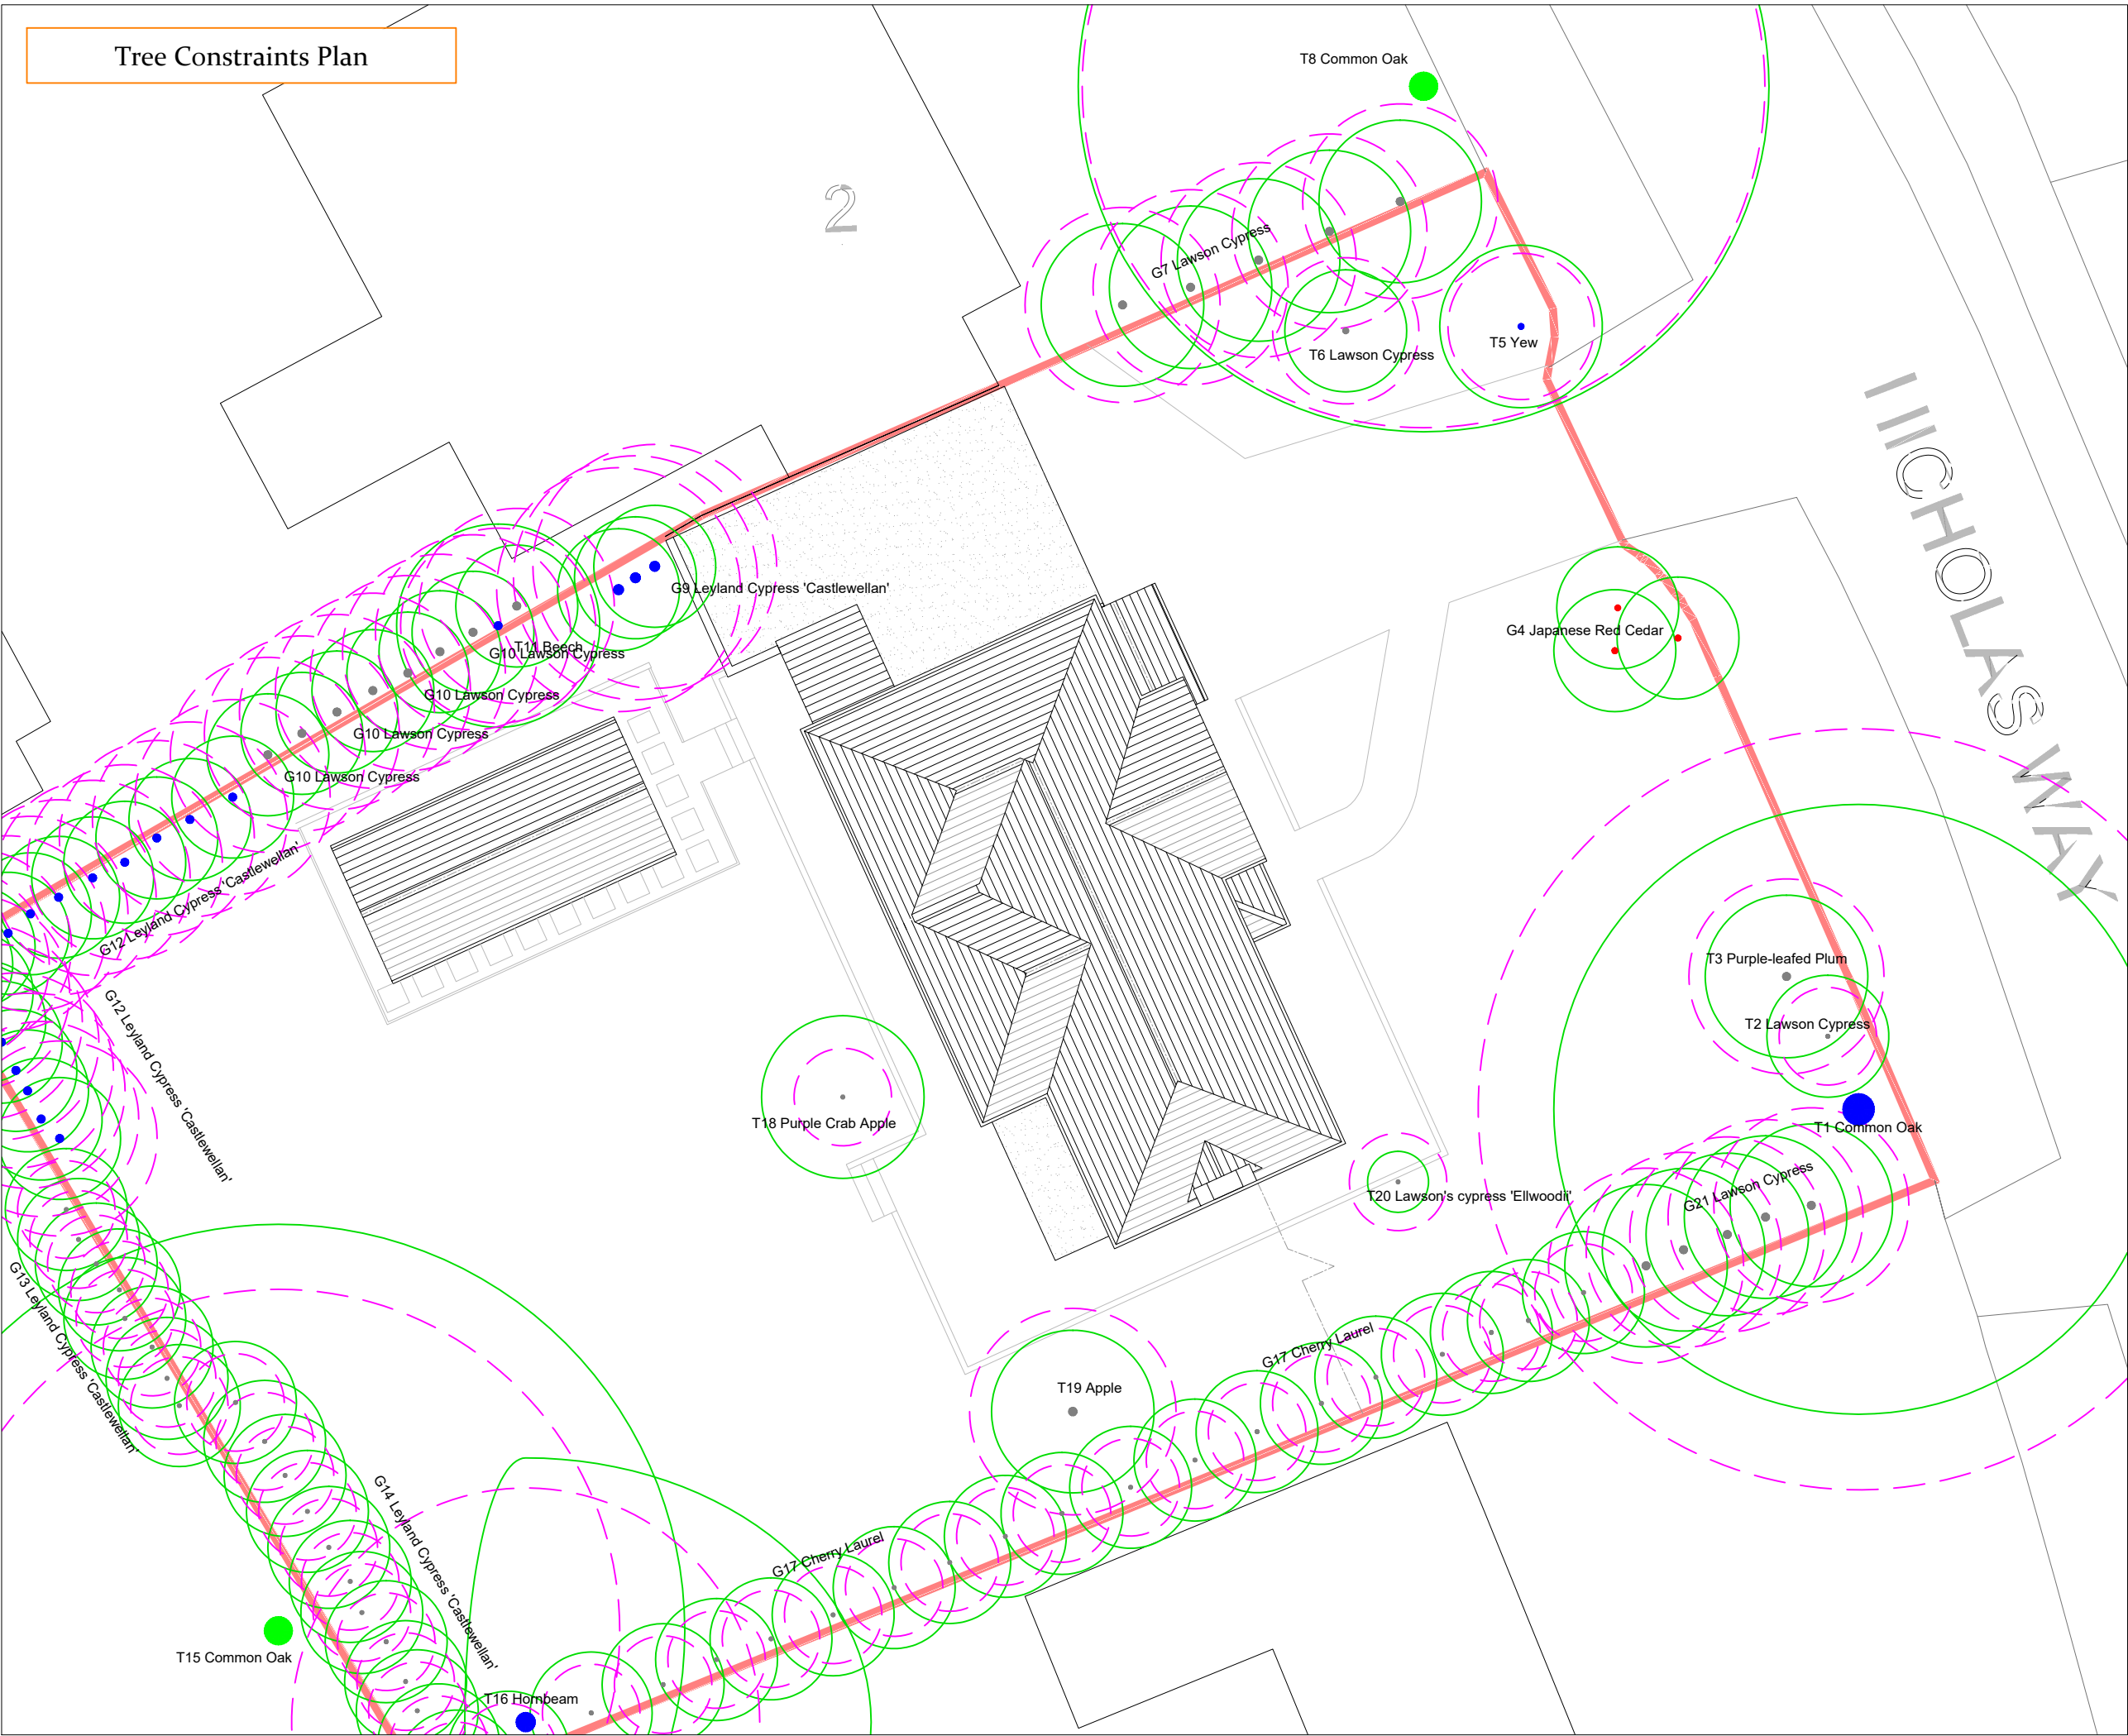 Tree Constraints Plan
T8 Common Oak
2
G7 Lawson Cypress
T6 Lawson Cypress
T5 Yew
G9 Leyland Cypress 'Castlewellan'
T11 Beech
G10 Lawson Cypress
G10 Lawson Cypress
G10 Lawson Cypress
G10 Lawson Cypress
G4 Japanese Red Cedar
G12 Leyland Cypress 'Castlewellan'
G12 Leyland Cypress 'Castlewellan'
T3 Purple-leafed Plum
T2 Lawson Cypress
T1 Common Oak
T18 Purple Crab Apple
T20 Lawson's cypress 'Ellwoodii'
G21 Lawson Cypress
G13 Leyland Cypress 'Castlewellan'
G17 Cherry Laurel
T19 Apple
G14 Leyland Cypress 'Castlewellan'
G17 Cherry Laurel
T15 Common Oak
T16 Hornbeam
WAY